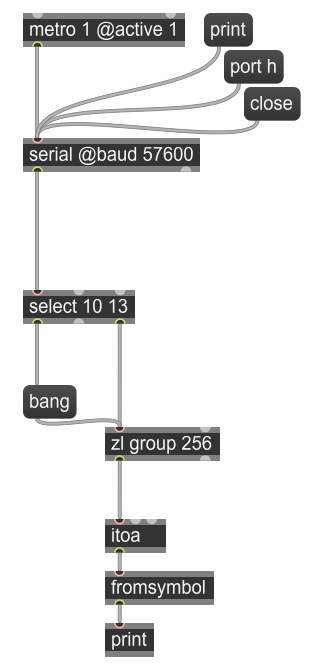 metro 1 @active 1
print
port h
close
serial @baud 57600
select 10 13
bang
zl group 256
itoa
fromsymbol
print